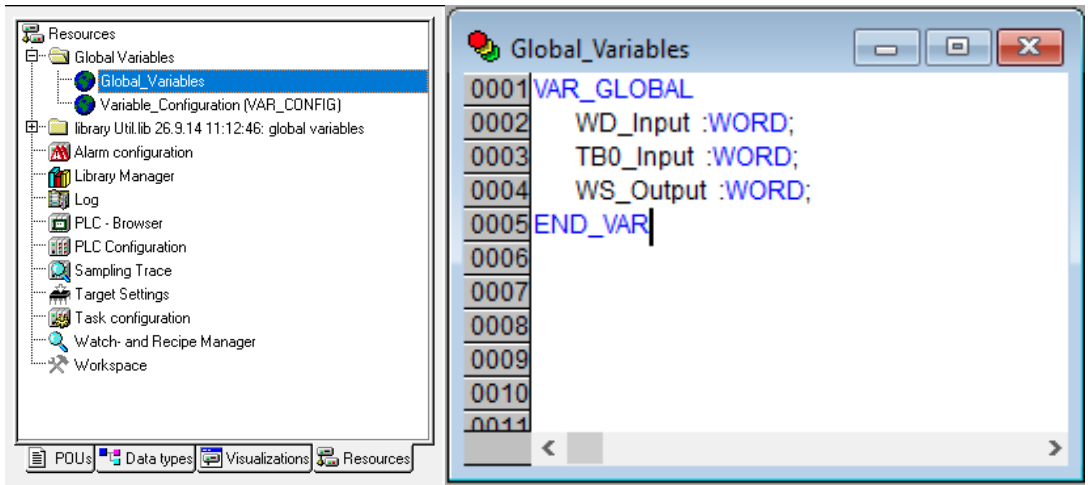 Resources
Global Variables
Global_Variables
Variable_Configuration (VAR_CONFIG)
library Util.lib 26.9.14 11:12:46: global variables
Alarm configuration
Library Manager
Log
PLC - Browser
PLC Configuration
Sampling Trace
Target Settings
Task configuration
Watch- and Recipe Manager
Workspace
POUs Data types Visualizations Resources
Global_Variables
0001 VAR_GLOBAL
0002 WD_Input :WORD;
0003 TB0_Input :WORD;
0004 WS_Output :WORD;
0005 END_VAR
0006
0007
0008
0009
0010
0011